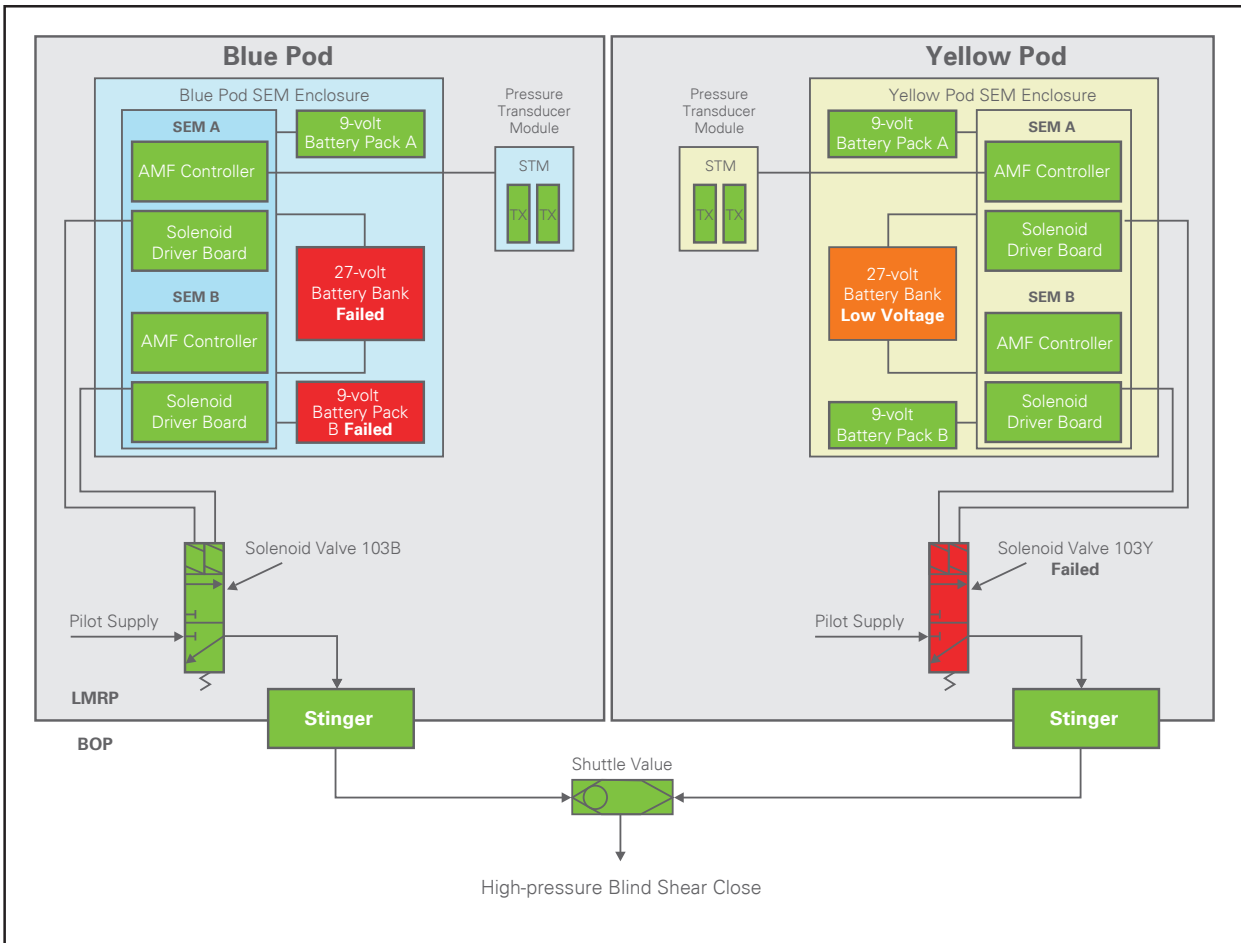 Blue Pod
Blue Pod SEM Enclosure
SEM A
9-volt
Battery Pack A
AMF Controller
Solenoid
Driver Board
27-volt
Battery Bank
Failed
SEM B
AMF Controller
Solenoid
Driver Board
9-volt
Battery Pack
B Failed
Pressure
Transducer
Module
STM
TX
TX
Solenoid Valve 103B
Pilot Supply
LMRP
BOP
Stinger
Yellow Pod
Yellow Pod SEM Enclosure
Pressure
Transducer
Module
STM
TX
TX
9-volt
Battery Pack A
SEM A
AMF Controller
Solenoid
Driver Board
27-volt
Battery Bank
Low Voltage
SEM B
AMF Controller
9-volt
Battery Pack B
Solenoid
Driver Board
Solenoid Valve 103Y
Failed
Pilot Supply
Stinger
Shuttle Value
High-pressure Blind Shear Close